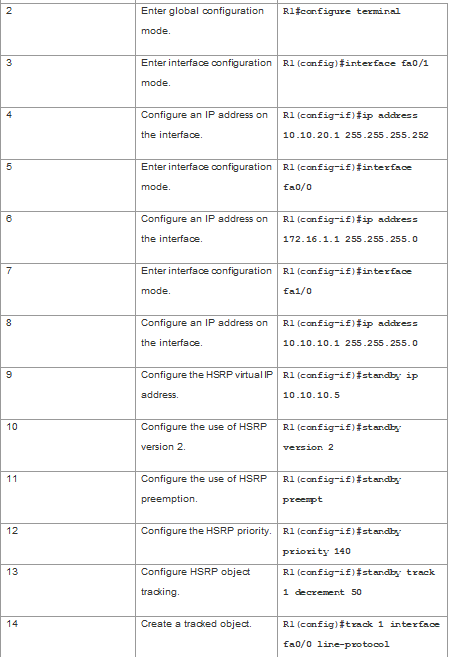 2
Enter global configuration
mode.
R1#configure terminal
3
Enter interface configuration
mode.
R1(config)#interface fa0/1
4
Configure an IP address on
the interface.
R1(config-if)#ip address
10.10.20.1 255.255.255.252
5
Enter interface configuration
mode.
R1(config-if)#interface
fa0/0
6
Configure an IP address on
the interface.
R1(config-if)#ip address
172.16.1.1 255.255.255.0
7
Enter interface configuration
mode.
R1(config-if)#interface
fa1/0
8
Configure an IP address on
the interface.
R1(config-if)#ip address
10.10.10.1 255.255.255.0
9
Configure the HSRP virtual IP
address.
R1(config-if)#standby ip
10.10.10.5
10
Configure the use of HSRP
version 2.
R1(config-if)#standby
version 2
11
Configure the use of HSRP
preemption.
R1(config-if)#standby
preempt
12
Configure the HSRP priority.
R1(config-if)#standby
priority 140
13
Configure HSRP object
tracking.
R1(config-if)#standby track
1 decrement 50
14
Create a tracked object.
R1(config)#track 1 interface
fa0/0 line-protocol